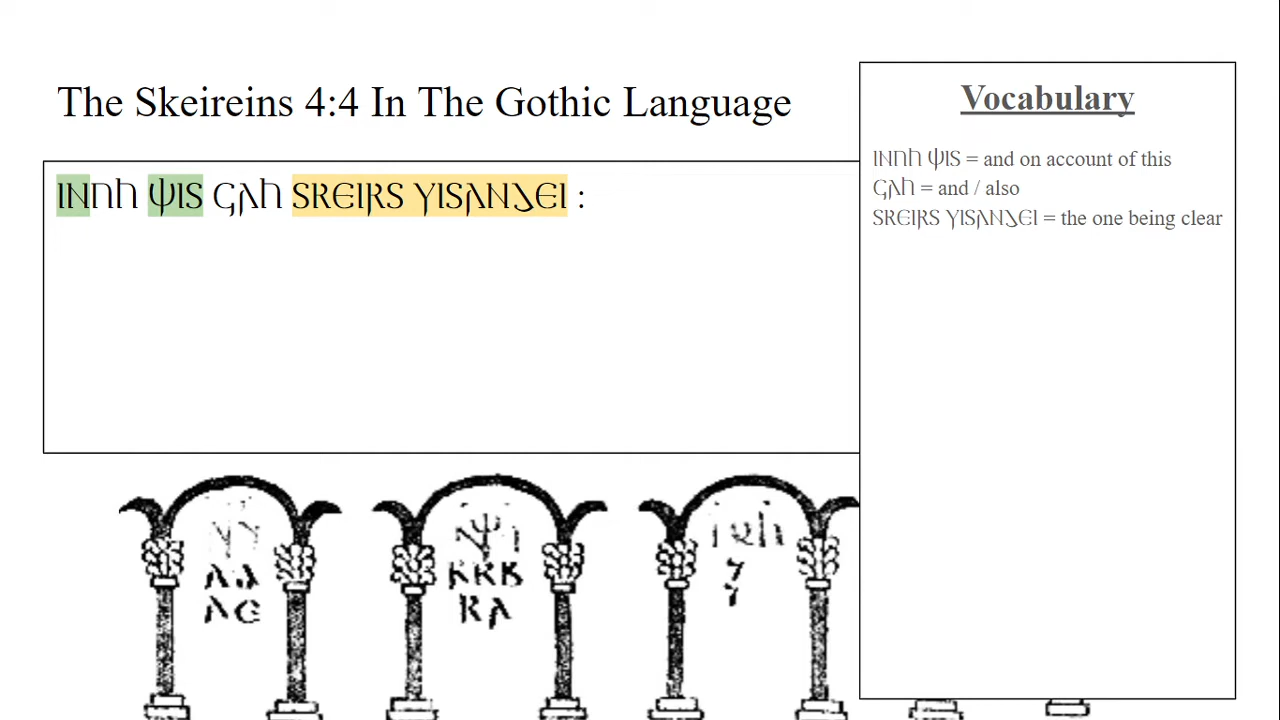 The Skeireins 4:4 In The Gothic Language
𐌹𐌽𐌿𐌷 𐌸𐌹𐍃 𐌾𐌰𐌷 𐍃𐌺𐌴𐌹𐍂𐍃 𐍅𐌹𐍃𐌰𐌽𐌳𐌴𐌹 :
Vocabulary
𐌹𐌽𐌿𐌷 𐌸𐌹𐍃 = and on account of this
𐌾𐌰𐌷 = and / also
𐍃𐌺𐌴𐌹𐍂𐍃 𐍅𐌹𐍃𐌰𐌽𐌳𐌴𐌹 = the one being clear